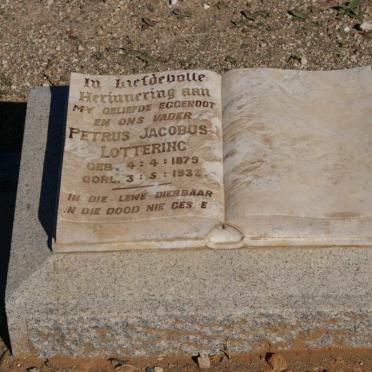 In Liefdevolle
Herinnering aan
MY GELIEFDE EGGENOOT
EN ONS VADER
PETRUS JACOBUS
LOTTERING
GEB. 4:4:1879
OORL. 3:5:1932
IN DIE LEWE DIERBAAR
N DIE DOOD NIE GES E